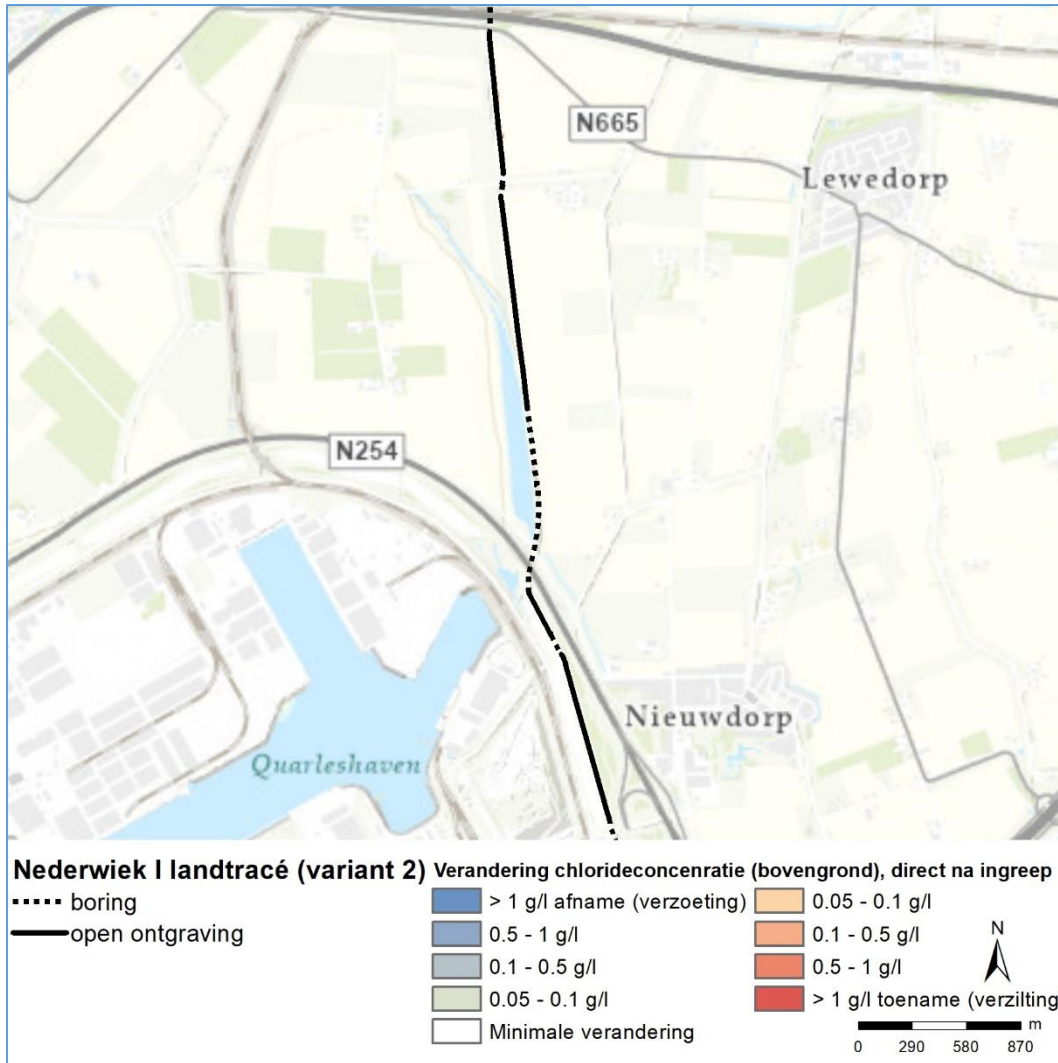 N665
Lewedorp
N254
Nieuwdorp
Quarleshaven
Nederwiek I landtracé (variant 2)
boring
open ontgraving
Verandering chlorideconcenratie (bovengrond), direct na ingreep
> 1 g/l afname (verzoeting)
0.5 - 1 g/l
0.1 - 0.5 g/l
0.05 - 0.1 g/l
Minimale verandering
0.05 - 0.1 g/l
0.1 - 0.5 g/l
0.5 - 1 g/l
> 1 g/l toename (verzilting
N
m
0 290 580 870